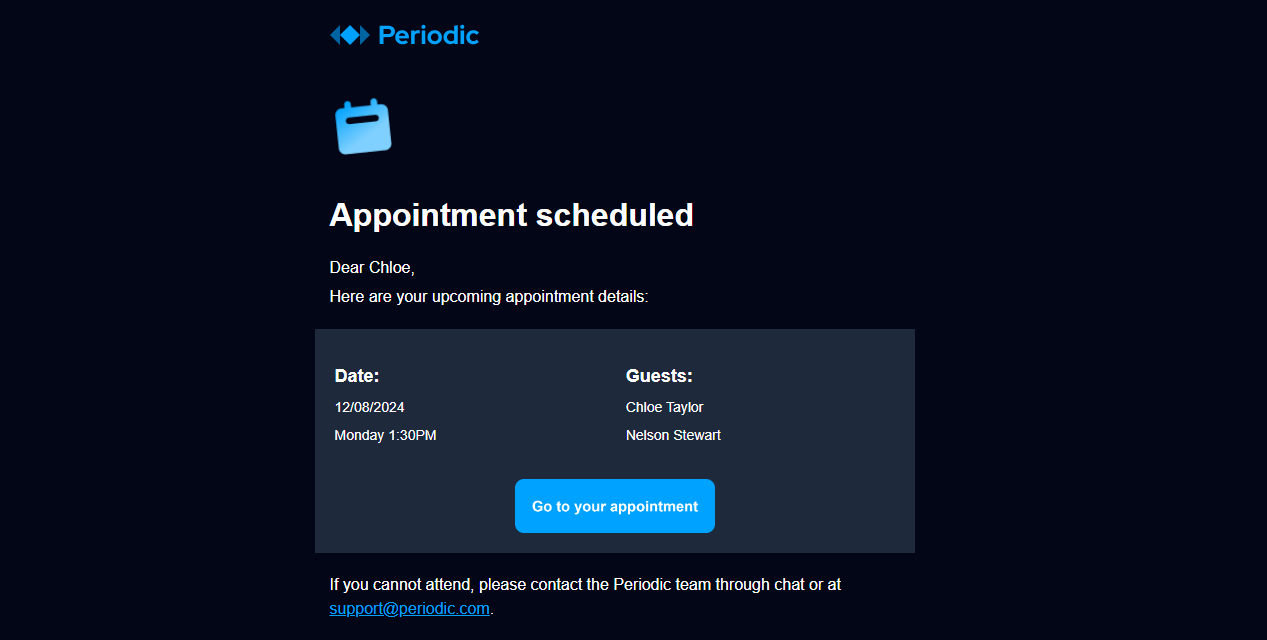 Periodic
Appointment scheduled
Dear Chloe,
Here are your upcoming appointment details:
Date:
12/08/2024
Monday 1:30PM
Guests:
Chloe Taylor
Nelson Stewart
Go to your appointment
If you cannot attend, please contact the Periodic team through chat or at
support@periodic.com.